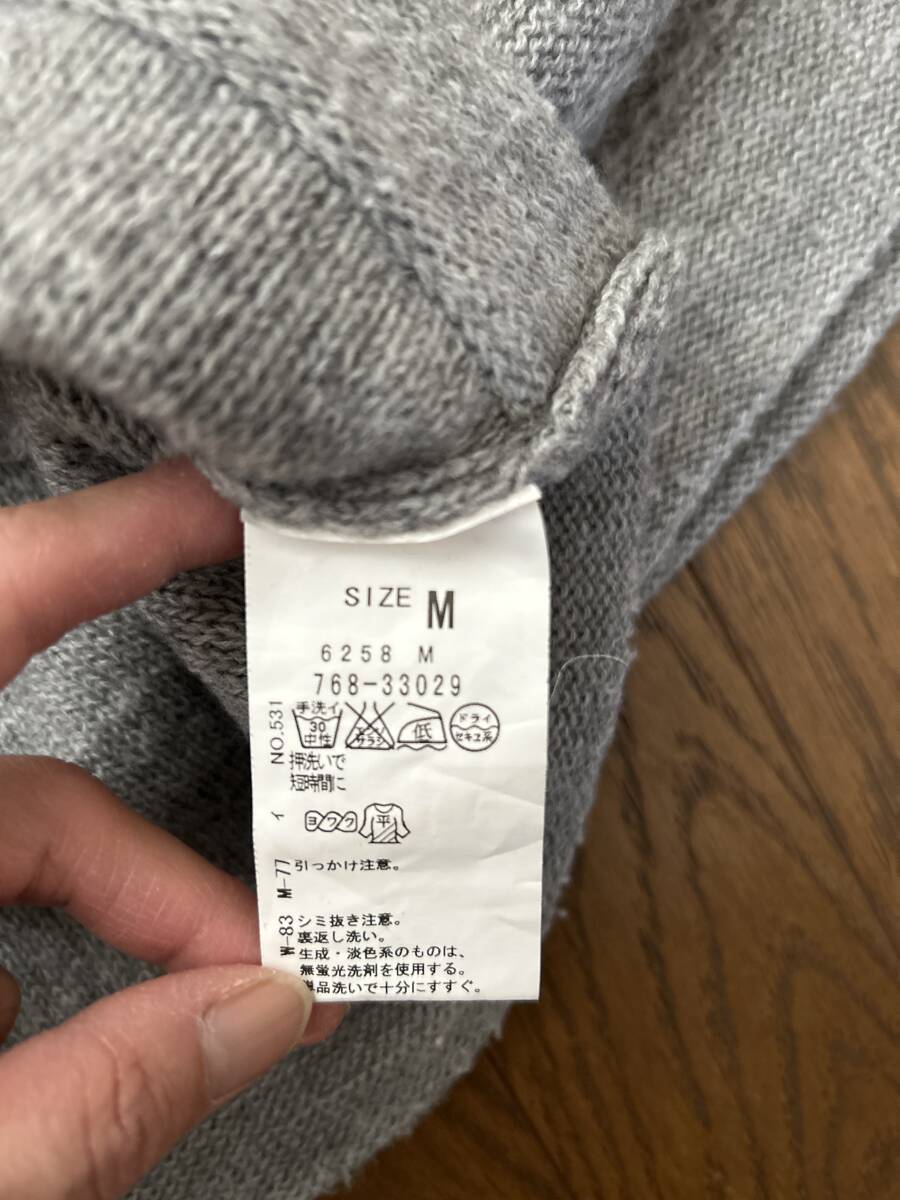 SIZE M
6258 M
768-33029
手洗イ
30
中性
サラシ
低
ドライ
セキユ系
押洗いで
短時間に
ヨワク
平
引っかけ注意。
シミ抜き注意。
裏返し洗い。
生成・淡色系のものは、
無蛍光洗剤を使用する。
品洗いで十分にすすぐ。
NO.531
イ
M-77
W-83